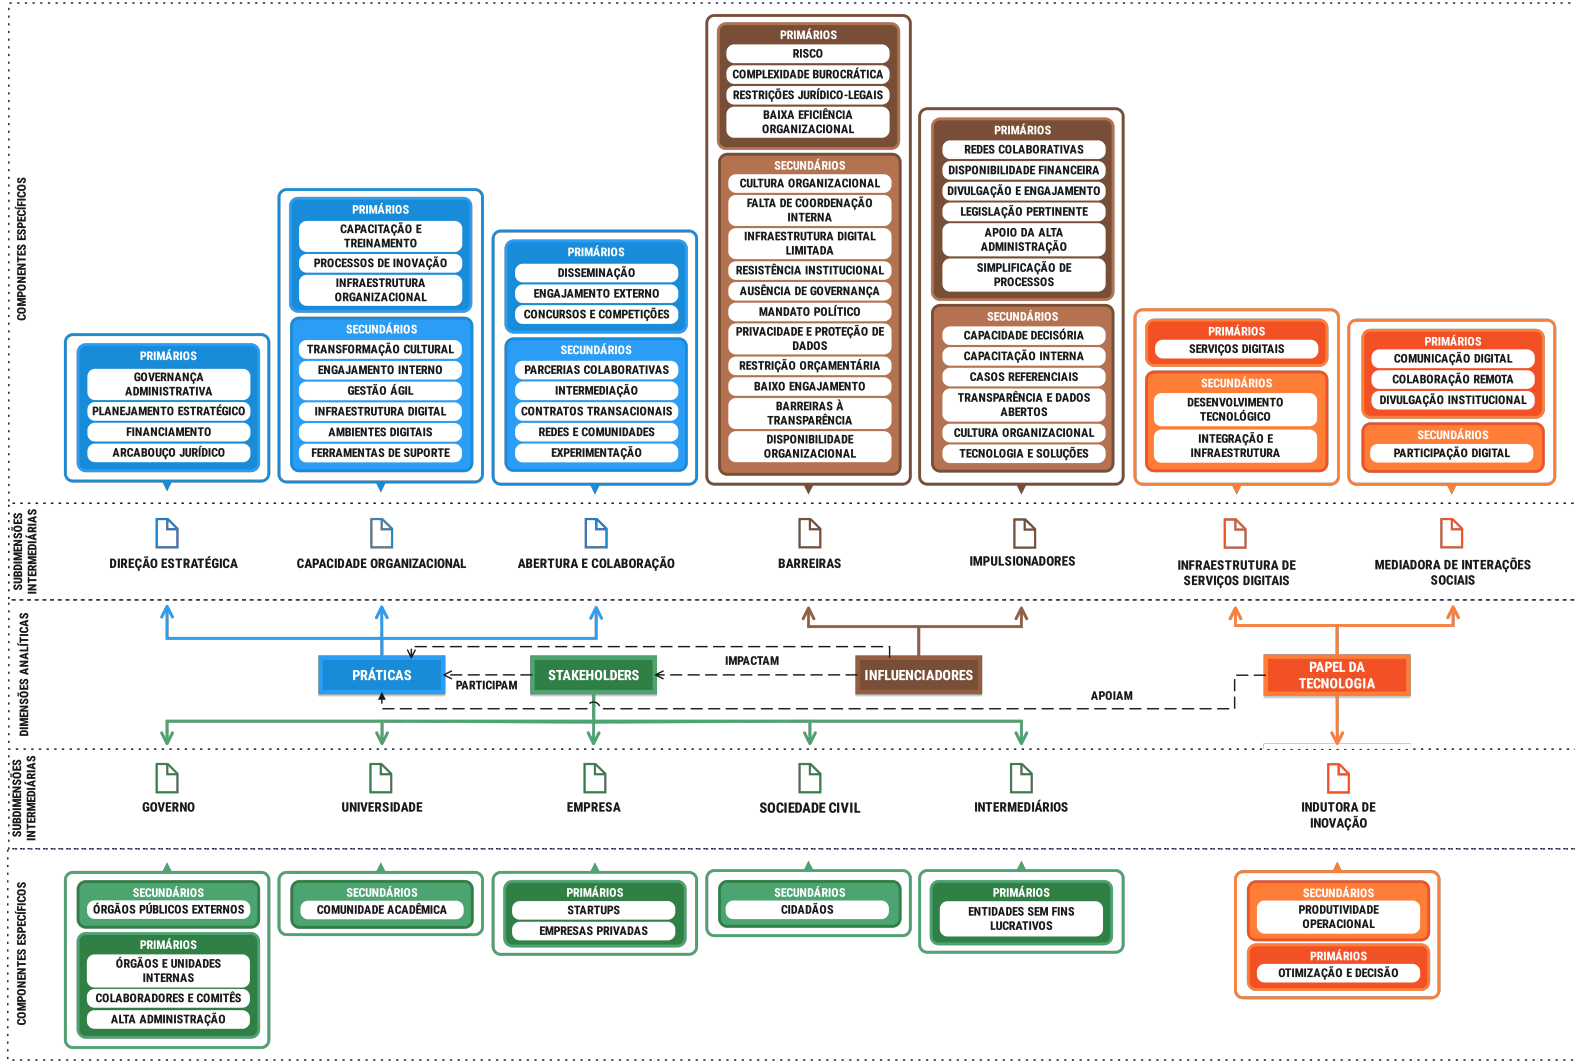 COMPONENTES ESPECÍFICOS
PRIMÁRIOS
GOVERNANÇA
ADMINISTRATIVA
PLANEJAMENTO ESTRATÉGICO
FINANCIAMENTO
ARCABOUÇO JURÍDICO
PRIMÁRIOS
CAPACITAÇÃO E
TREINAMENTO
PROCESSOS DE INOVAÇÃO
INFRAESTRUTURA
ORGANIZACIONAL
SECUNDÁRIOS
TRANSFORMAÇÃO CULTURAL
ENGAJAMENTO INTERNO
GESTÃO ÁGIL
INFRAESTRUTURA DIGITAL
AMBIENTES DIGITAIS
FERRAMENTAS DE SUPORTE
PRIMÁRIOS
DISSEMINAÇÃO
ENGAJAMENTO EXTERNO
CONCURSOS E COMPETIÇÕES
SECUNDÁRIOS
PARCERIAS COLABORATIVAS
INTERMEDIAÇÃO
CONTRATOS TRANSACIONAIS
REDES E COMUNIDADES
EXPERIMENTAÇÃO
PRIMÁRIOS
RISCO
COMPLEXIDADE BUROCRÁTICA
RESTRIÇÕES JURÍDICO-LEGAIS
BAIXA EFICIÊNCIA
ORGANIZACIONAL
SECUNDÁRIOS
CULTURA ORGANIZACIONAL
FALTA DE COORDENAÇÃO
INTERNA
INFRAESTRUTURA DIGITAL
LIMITADA
RESISTÊNCIA INSTITUCIONAL
AUSÊNCIA DE GOVERNANÇA
MANDATO POLÍTICO
PRIVACIDADE E PROTEÇÃO DE
DADOS
RESTRIÇÃO ORÇAMENTÁRIA
BAIXO ENGAJAMENTO
BARREIRAS À
TRANSPARÊNCIA
DISPONIBILIDADE
ORGANIZACIONAL
PRIMÁRIOS
REDES COLABORATIVAS
DISPONIBILIDADE FINANCEIRA
DIVULGAÇÃO E ENGAJAMENTO
LEGISLAÇÃO PERTINENTE
APOIO DA ALTA
ADMINISTRAÇÃO
SIMPLIFICAÇÃO DE
PROCESSOS
SECUNDÁRIOS
CAPACIDADE DECISÓRIA
CAPACITAÇÃO INTERNA
CASOS REFERENCIAIS
TRANSPARÊNCIA E DADOS
ABERTOS
CULTURA ORGANIZACIONAL
TECNOLOGIA E SOLUÇÕES
PRIMÁRIOS
SERVIÇOS DIGITAIS
SECUNDÁRIOS
DESENVOLVIMENTO
TECNOLÓGICO
INTEGRAÇÃO E
INFRAESTRUTURA
PRIMÁRIOS
COMUNICAÇÃO DIGITAL
COLABORAÇÃO REMOTA
DIVULGAÇÃO INSTITUCIONAL
SECUNDÁRIOS
PARTICIPAÇÃO DIGITAL
SUBDIMENSÕES
INTERMEDIÁRIAS
DIREÇÃO ESTRATÉGICA
CAPACIDADE ORGANIZACIONAL
ABERTURA E COLABORAÇÃO
BARREIRAS
IMPULSIONADORES
INFRAESTRUTURA DE
SERVIÇOS DIGITAIS
MEDIADORA DE INTERAÇÕES
SOCIAIS
DIMENSÕES ANALÍTICAS
PRÁTICAS
PARTICIPAM
STAKEHOLDERS
IMPACTAM
INFLUENCIADORES
APOIAM
PAPEL DA
TECNOLOGIA
SUBDIMENSÕES
INTERMEDIÁRIAS
GOVERNO
UNIVERSIDADE
EMPRESA
SOCIEDADE CIVIL
INTERMEDIÁRIOS
INDUTORA DE
INOVAÇÃO
COMPONENTES ESPECÍFICOS
SECUNDÁRIOS
ÓRGÃOS PÚBLICOS EXTERNOS
PRIMÁRIOS
ÓRGÃOS E UNIDADES
INTERNAS
COLABORADORES E COMITÊS
ALTA ADMINISTRAÇÃO
SECUNDÁRIOS
COMUNIDADE ACADÊMICA
PRIMÁRIOS
STARTUPS
EMPRESAS PRIVADAS
SECUNDÁRIOS
CIDADÃOS
PRIMÁRIOS
ENTIDADES SEM FINS
LUCRATIVOS
SECUNDÁRIOS
PRODUTIVIDADE
OPERACIONAL
PRIMÁRIOS
OTIMIZAÇÃO E DECISÃO